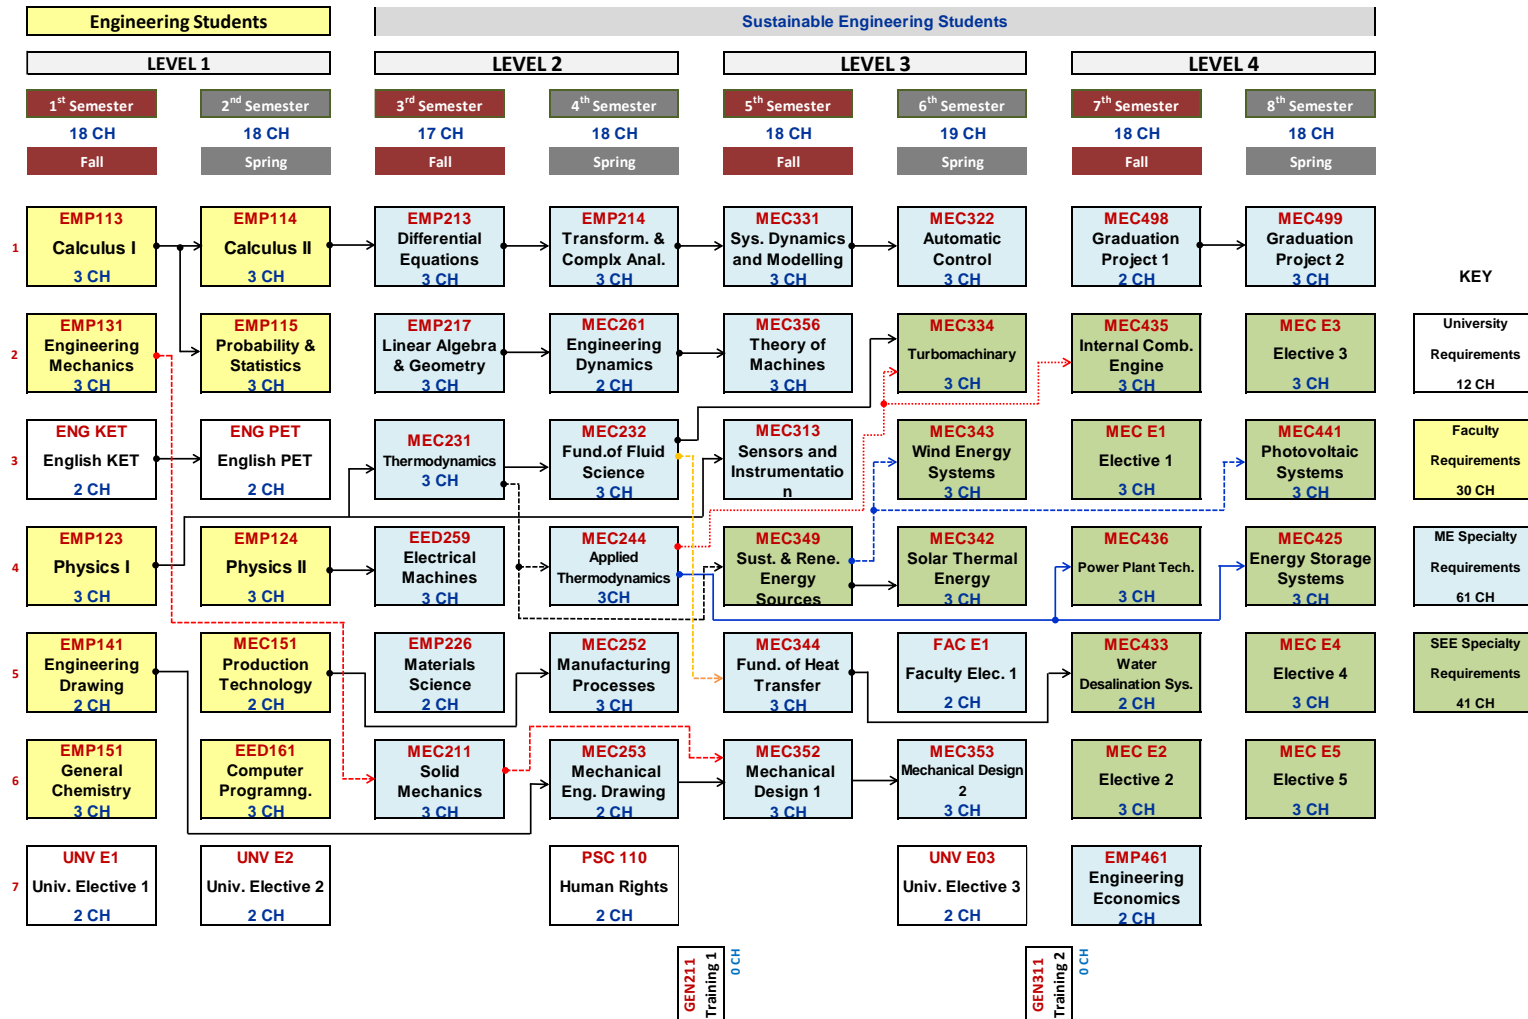 Engineering Students
Sustainable Engineering Students
LEVEL 1
LEVEL 2
LEVEL 3
LEVEL 4
1st Semester
2nd Semester
3rd Semester
4th Semester
5th Semester
6th Semester
7th Semester
8th Semester
18 CH
18 CH
17 CH
18 CH
18 CH
19 CH
18 CH
18 CH
Fall
Spring
Fall
Spring
Fall
Spring
Fall
Spring
1
EMP113
Calculus I
3 CH
EMP114
Calculus II
3 CH
EMP213
Differential
Equations
3 CH
EMP214
Transform. &
Complx Anal.
3 CH
MEC331
Sys. Dynamics
and Modelling
3 CH
MEC322
Automatic
Control
3 CH
MEC498
Graduation
Project 1
2 CH
MEC499
Graduation
Project 2
3 CH
KEY
2
EMP131
Engineering
Mechanics
3 CH
EMP115
Probability &
Statistics
3 CH
EMP217
Linear Algebra
& Geometry
3 CH
MEC261
Engineering
Dynamics
2 CH
MEC356
Theory of
Machines
3 CH
MEC334
Turbomachinary
3 CH
MEC435
Internal Comb.
Engine
3 CH
MEC E3
Elective 3
3 CH
University
Requirements
12 CH
3
ENG KET
English KET
2 CH
ENG PET
English PET
2 CH
MEC231
Thermodynamics
3 CH
MEC232
Fund.of Fluid
Science
3 CH
MEC313
Sensors and
Instrumentatio
n
MEC343
Wind Energy
Systems
3 CH
MEC E1
Elective 1
3 CH
MEC441
Photovoltaic
Systems
3 CH
Faculty
Requirements
30 CH
4
EMP123
Physics I
3 CH
EMP124
Physics II
3 CH
EED259
Electrical
Machines
3 CH
MEC244
Applied
Thermodynamics
3CH
MEC349
Sust. & Rene.
Energy
Sources
MEC342
Solar Thermal
Energy
3 CH
MEC436
Power Plant Tech.
3 CH
MEC425
Energy Storage
Systems
3 CH
ME Specialty
Requirements
61 CH
5
EMP141
Engineering
Drawing
2 CH
MEC151
Production
Technology
2 CH
EMP226
Materials
Science
2 CH
MEC252
Manufacturing
Processes
3 CH
MEC344
Fund. of Heat
Transfer
3 CH
FAC E1
Faculty Elec. 1
2 CH
MEC433
Water
Desalination Sys.
2 CH
MEC E4
Elective 4
3 CH
SEE Specialty
Requirements
41 CH
6
EMP151
General
Chemistry
3 CH
EED161
Computer
Programng.
3 CH
MEC211
Solid
Mechanics
3 CH
MEC253
Mechanical
Eng. Drawing
2 CH
MEC352
Mechanical
Design 1
3 CH
MEC353
Mechanical Design
2
3 CH
MEC E2
Elective 2
3 CH
MEC E5
Elective 5
3 CH
7
UNV E1
Univ. Elective 1
2 CH
UNV E2
Univ. Elective 2
2 CH
PSC 110
Human Rights
2 CH
UNV E03
Univ. Elective 3
2 CH
EMP461
Engineering
Economics
2 CH
GEN211
Training 1
0 CH
GEN311
Training 2
0 CH